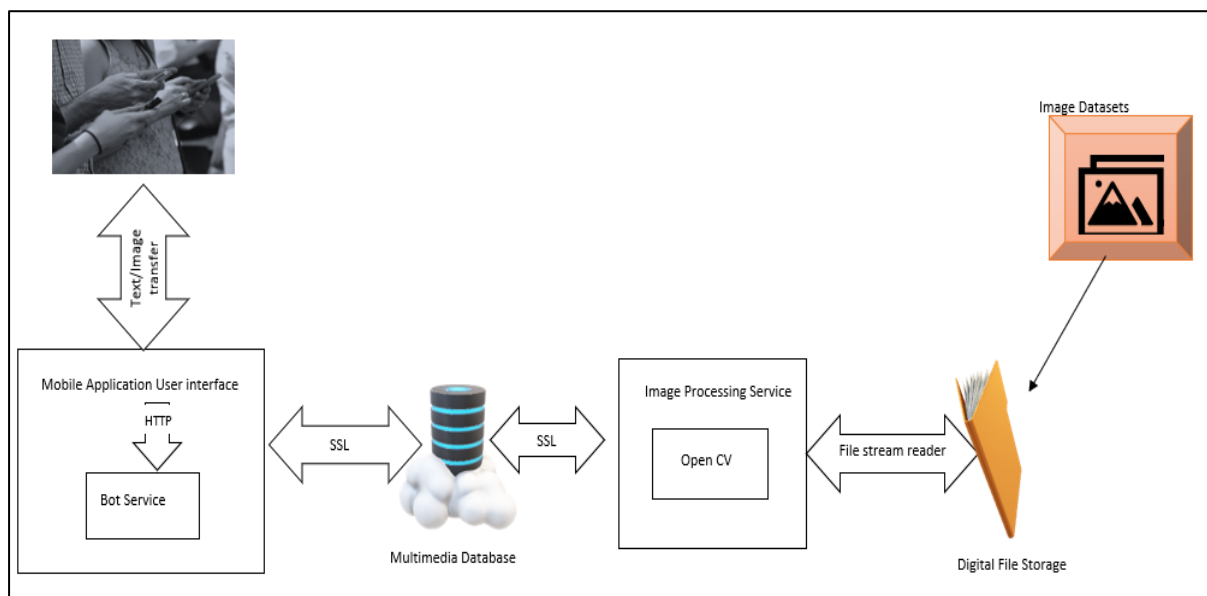 Image Datasets
Text/Image
transfer
Mobile Application User interface
HTTP
Bot Service
SSL
Multimedia Database
SSL
Image Processing Service
Open CV
File stream reader
Digital File Storage